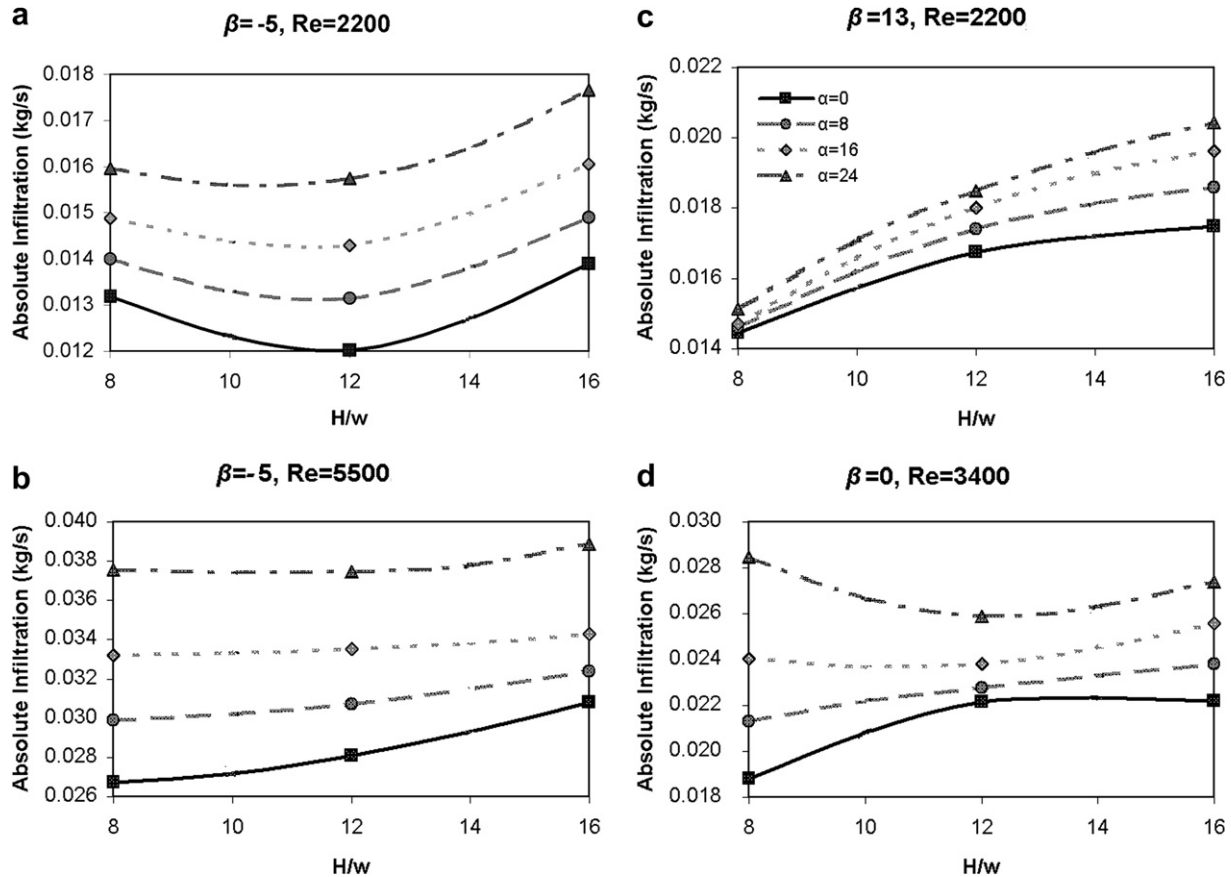 a
β=-5, Re=2200
Absolute Infiltration (kg/s)
0.018
0.017
0.016
0.015
0.014
0.013
0.012
8 10 12 14 16
H/w
c
β=13, Re=2200
Absolute Infiltration (kg/s)
0.022
0.020
0.018
0.016
0.014
α=0
α=8
α=16
α=24
8 10 12 14 16
H/w
b
β=-5, Re=5500
Absolute Infiltration (kg/s)
0.040
0.038
0.036
0.034
0.032
0.030
0.028
0.026
8 10 12 14 16
H/w
d
β=0, Re=3400
Absolute Infiltration (kg/s)
0.030
0.028
0.026
0.024
0.022
0.020
0.018
8 10 12 14 16
H/w